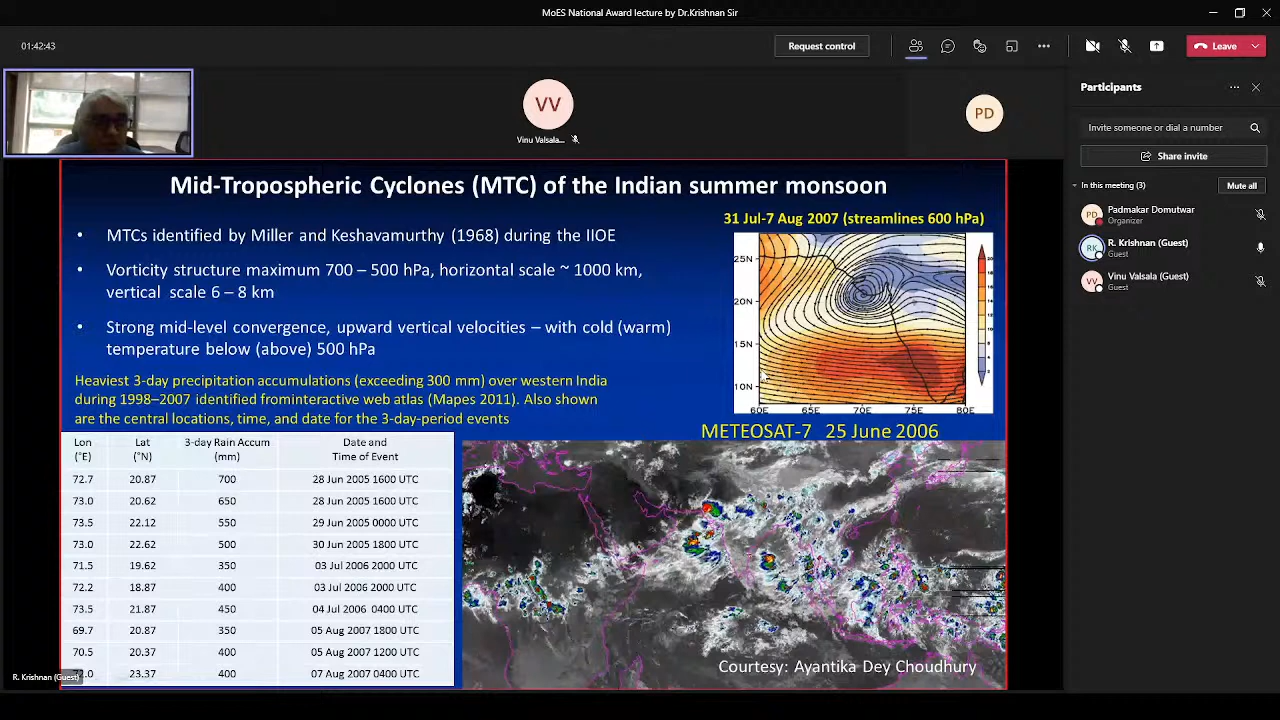 MoES National Award lecture by Dr.Krishnan Sir
01:42:43
Request control
Leave
VV
Vinu Valsala...
PD
Participants
Invite someone or dial a number
Share invite
In this meeting (3)
Mute all
PD
Padmakar Domutwar
Organizer
RK
R. Krishnan (Guest)
Guest
VV
Vinu Valsala (Guest)
Guest
Mid-Tropospheric Cyclones (MTC) of the Indian summer monsoon
• MTCs identified by Miller and Keshavamurthy (1968) during the IIOE
• Vorticity structure maximum 700 – 500 hPa, horizontal scale ~ 1000 km,
vertical scale 6 – 8 km
• Strong mid-level convergence, upward vertical velocities – with cold (warm)
temperature below (above) 500 hPa
31 Jul-7 Aug 2007 (streamlines 600 hPa)
25N
20N
15N
10N
60E 65E 70E 75E 80E
Heaviest 3-day precipitation accumulations (exceeding 300 mm) over western India
during 1998–2007 identified frominteractive web atlas (Mapes 2011). Also shown
are the central locations, time, and date for the 3-day-period events
Lon Lat 3-day Rain Accum Date and
(°E) (°N) (mm) Time of Event
72.7 20.87 700 28 Jun 2005 1600 UTC
73.0 20.62 650 28 Jun 2005 1600 UTC
73.5 22.12 550 29 Jun 2005 0000 UTC
73.0 22.62 500 30 Jun 2005 1800 UTC
71.5 19.62 350 03 Jul 2006 2000 UTC
72.2 18.87 400 03 Jul 2006 2000 UTC
73.5 21.87 450 04 Jul 2006 0400 UTC
69.7 20.87 350 05 Aug 2007 1800 UTC
70.5 20.37 400 05 Aug 2007 1200 UTC
23.37 400 07 Aug 2007 0400 UTC
METEOSAT-7 25 June 2006
Courtesy: Ayantika Dey Choudhury
R. Krishnan (Guest)